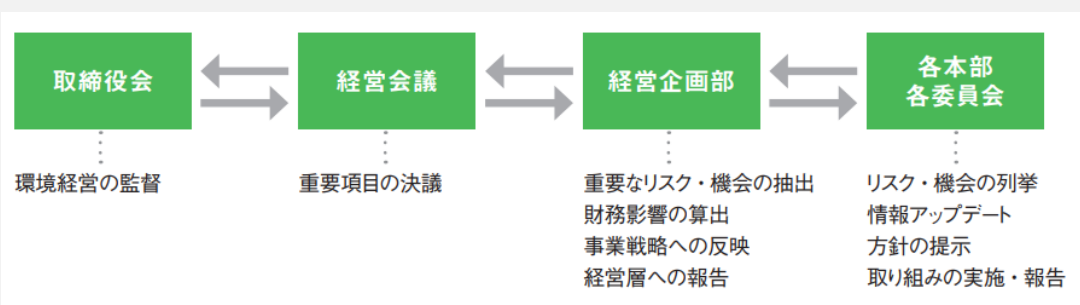 取締役会
経営会議
経営企画部
各本部
各委員会
環境経営の監督
重要項目の決議
重要なリスク・機会の抽出
財務影響の算出
事業戦略への反映
経営層への報告
リスク・機会の列挙
情報アップデート
方針の提示
取り組みの実施・報告